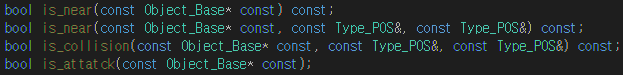 bool is_near(const Object_Base* const) const;
bool is_near(const Object_Base* const, const Type_POS&, const Type_POS&) const;
bool is_collision(const Object_Base* const, const Type_POS&, const Type_POS&) const;
bool is_attatck(const Object_Base* const);